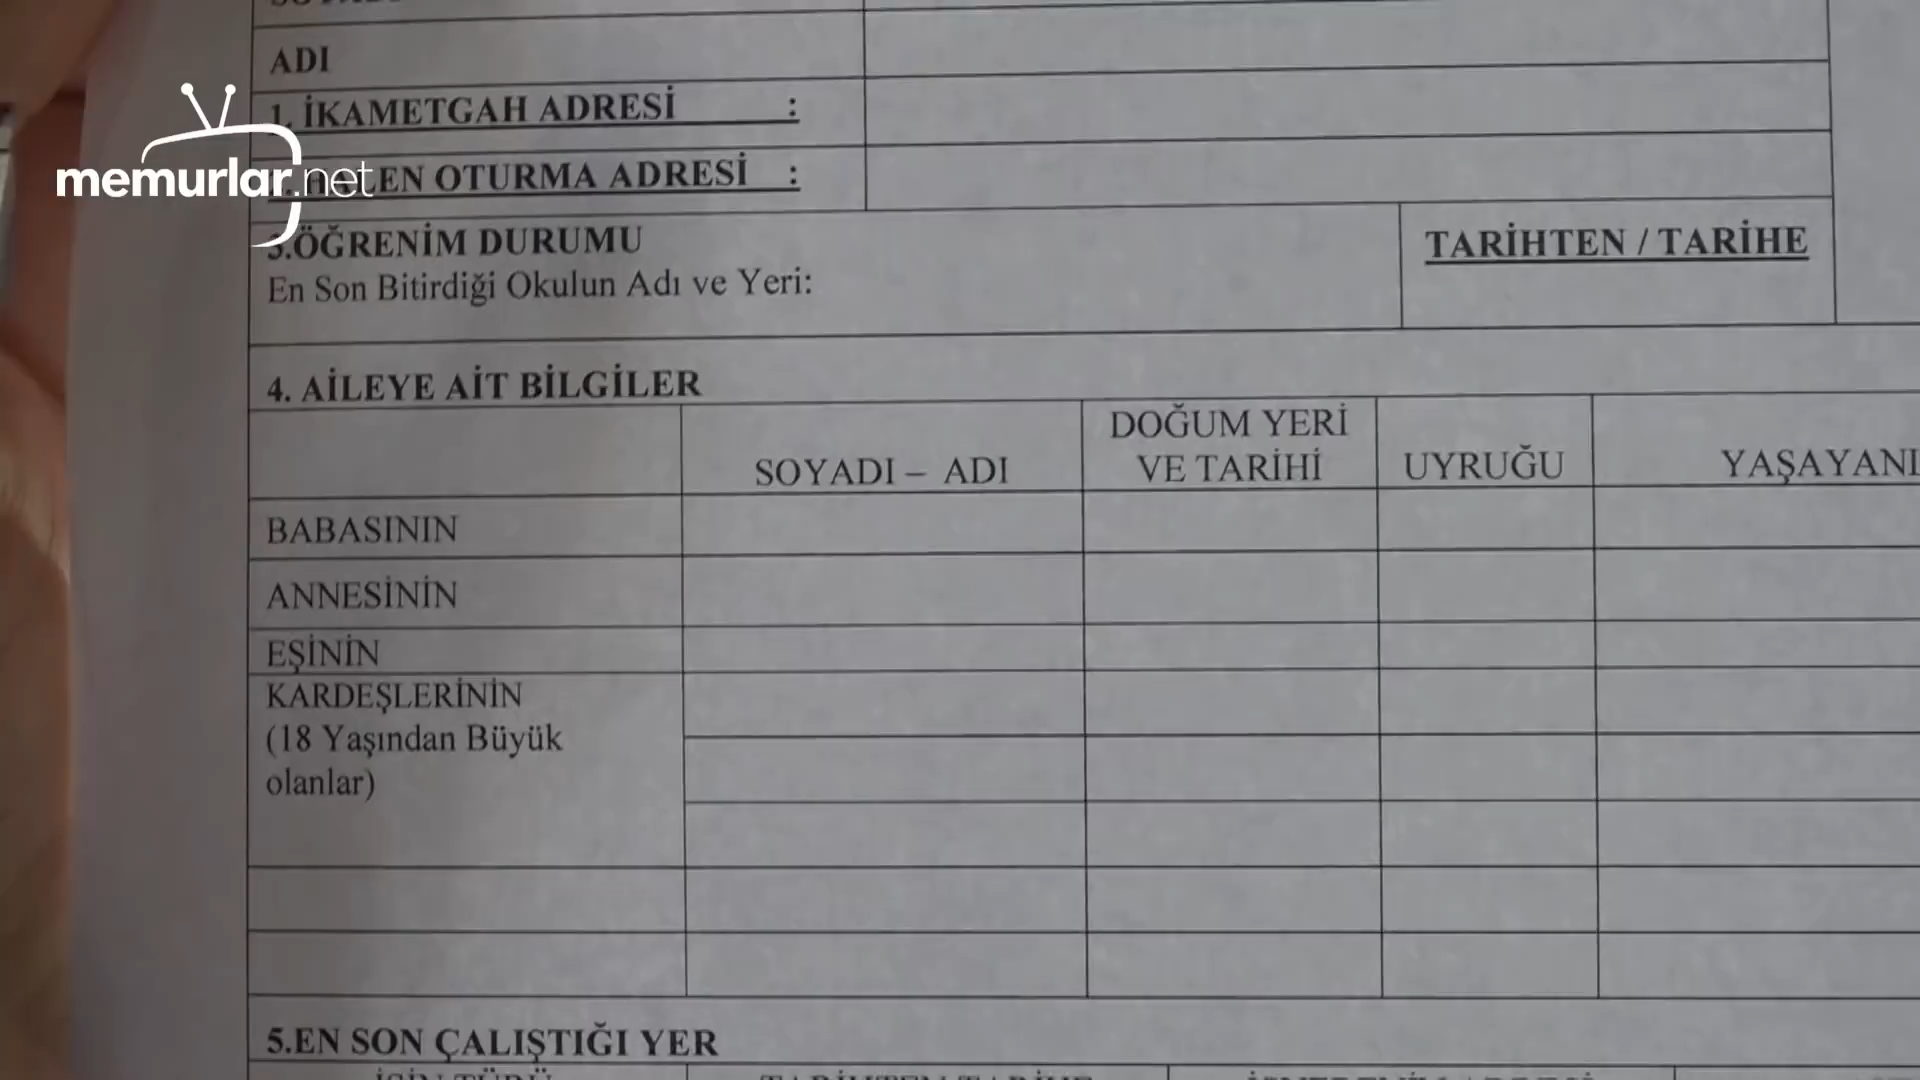 ADI
1. İKAMETGAH ADRESİ :
memurlar.net
OTURMA ADRESİ :
3.ÖĞRENİM DURUMU
TARİHTEN / TARİHE
En Son Bitirdiği Okulun Adı ve Yeri:
4. AİLEYE AİT BİLGİLER
SOYADI – ADI
DOĞUM YERİ
VE TARİHİ
UYRUĞU
BABASININ
ANNESİNİN
EŞİNİN
KARDEŞLERİNİN
(18 Yaşından Büyük
olanlar)
5.EN SON ÇALIŞTIĞI YER